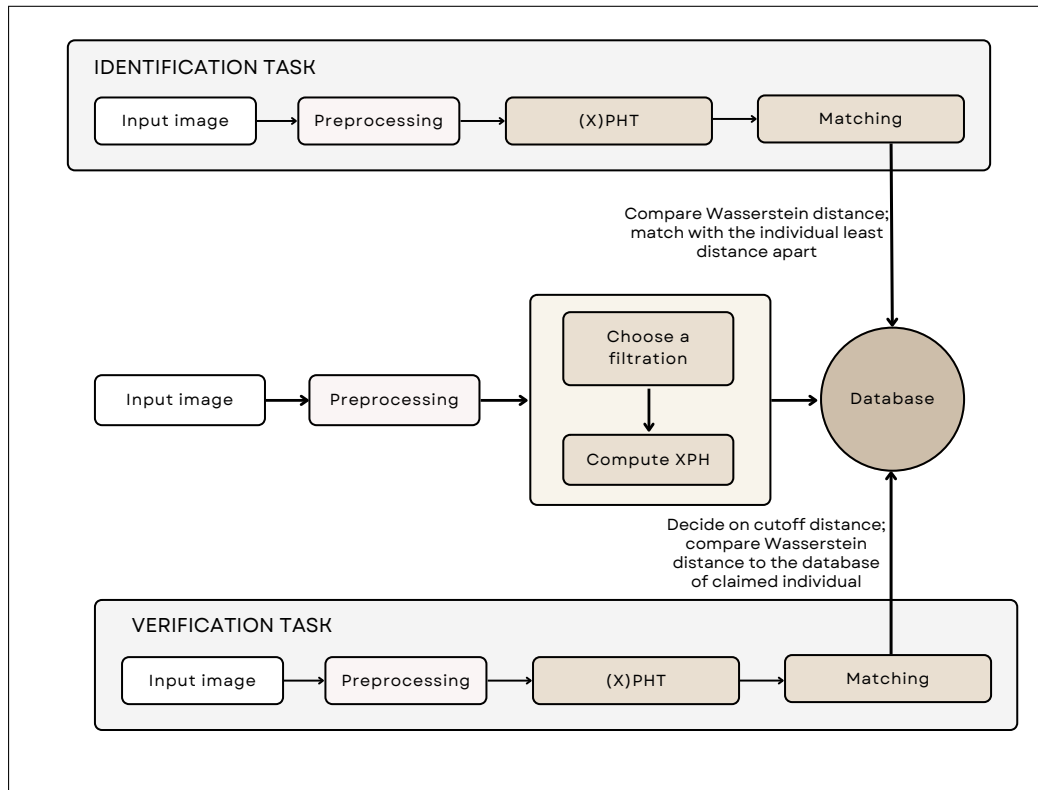 IDENTIFICATION TASK
Input image
Preprocessing
(X)PHT
Matching
Compare Wasserstein distance;
match with the individual least
distance apart
Choose a
filtration
Input image
Preprocessing
Compute XPH
Database
Decide on cutoff distance;
compare Wasserstein
distance to the database
of claimed individual
VERIFICATION TASK
Input image
Preprocessing
(X)PHT
Matching